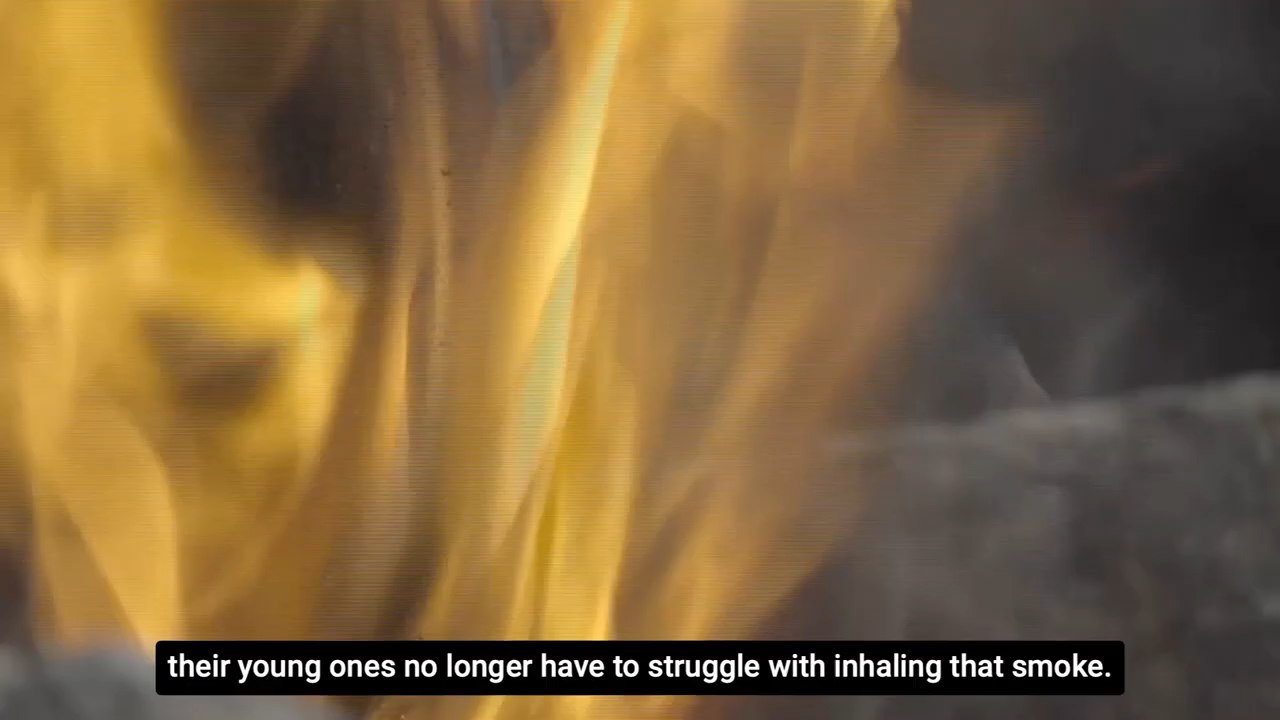 their young ones no longer have to struggle with inhaling that smoke.